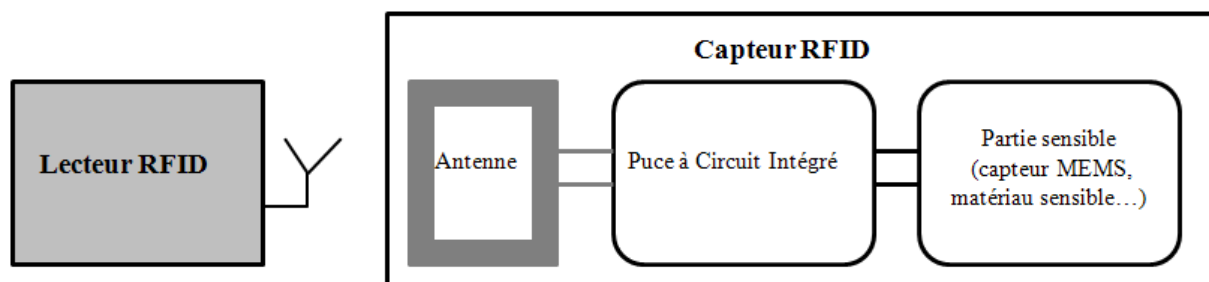 Capteur RFID
Lecteur RFID
Antenne
Puce à Circuit Intégré
Partie sensible
(capteur MEMS,
matériau sensible…)